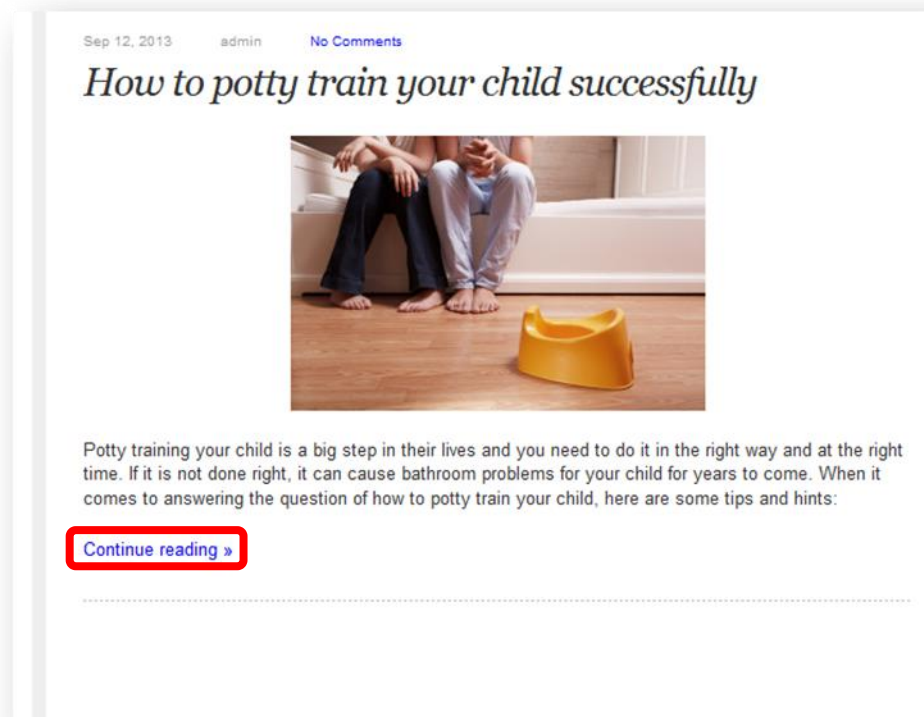 Sep 12, 2013 admin No Comments
How to potty train your child successfully
Potty training your child is a big step in their lives and you need to do it in the right way and at the right
time. If it is not done right, it can cause bathroom problems for your child for years to come. When it
comes to answering the question of how to potty train your child, here are some tips and hints:
Continue reading »